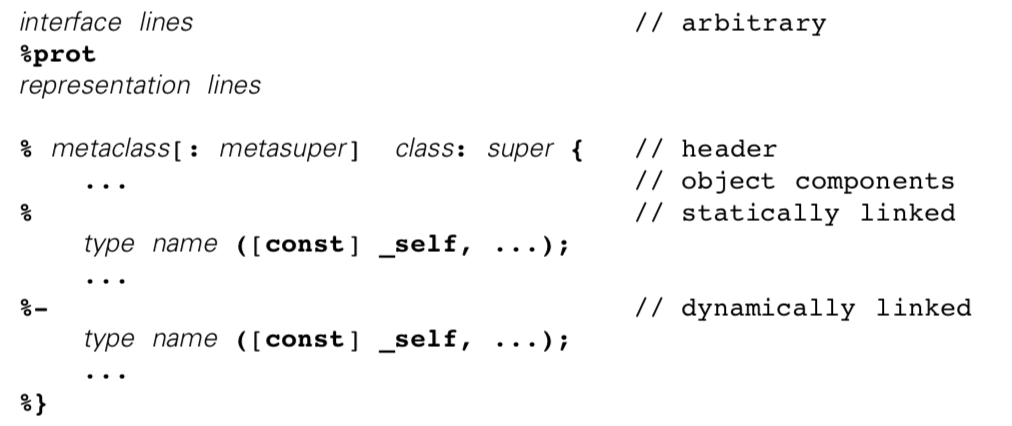 interface lines // arbitrary
%prot
representation lines
% metaclass[: metasuper] class: super { // header
... // object components
% // statically linked
type name ([const] _self, ...);
...
%- // dynamically linked
type name ([const] _self, ...);
...
%}